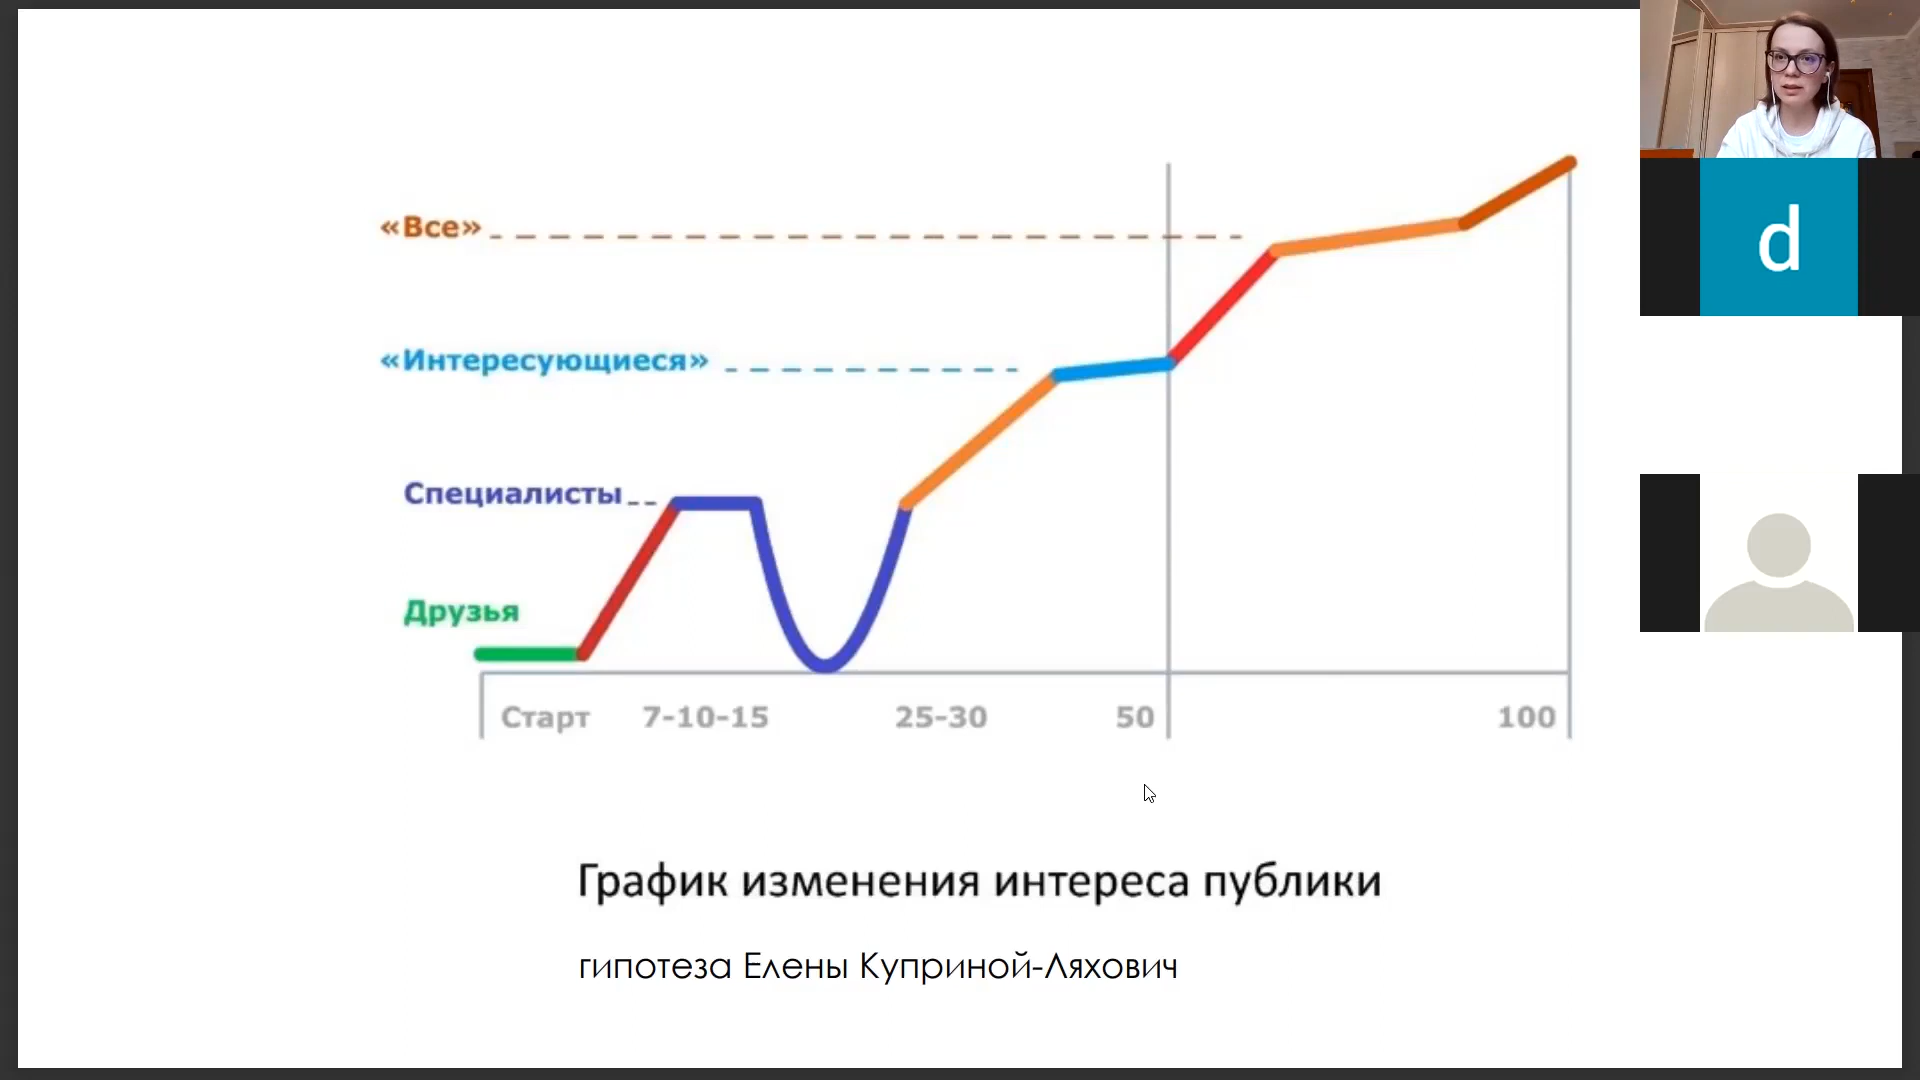 «Все»
«Интересующиеся»
Специалисты
Друзья
Старт 7-10-15 25-30 50 100
График изменения интереса публики
гипотеза Елены Куприной-Ляхович
d